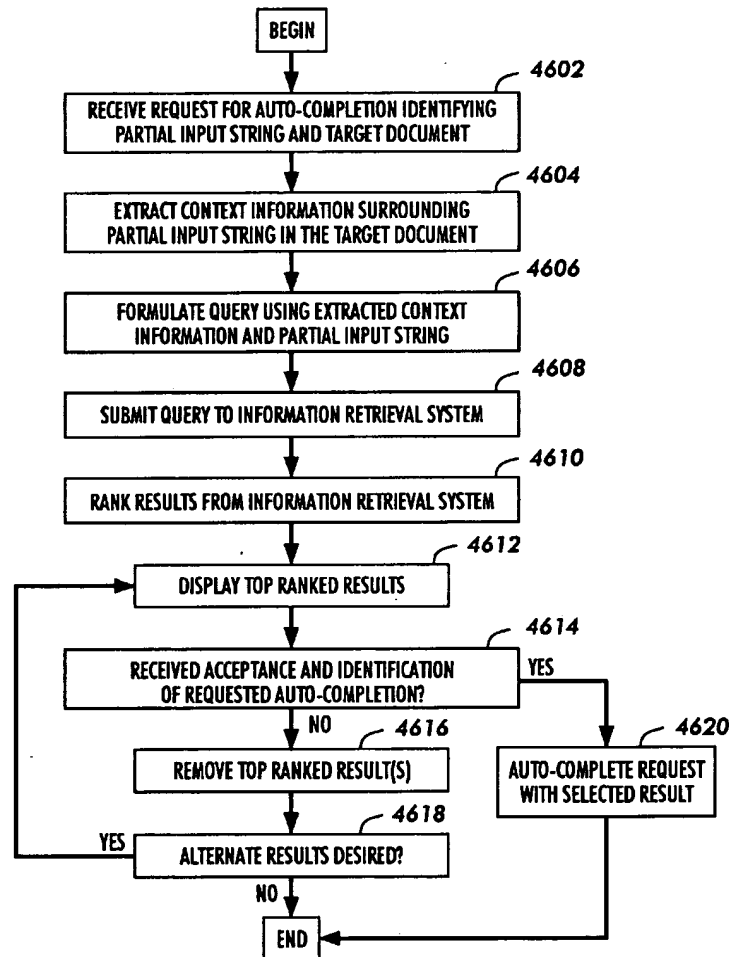 BEGIN
4602
RECEIVE REQUEST FOR AUTO-COMPLETION IDENTIFYING
PARTIAL INPUT STRING AND TARGET DOCUMENT
4604
EXTRACT CONTEXT INFORMATION SURROUNDING
PARTIAL INPUT STRING IN THE TARGET DOCUMENT
4606
FORMULATE QUERY USING EXTRACTED CONTEXT
INFORMATION AND PARTIAL INPUT STRING
4608
SUBMIT QUERY TO INFORMATION RETRIEVAL SYSTEM
4610
RANK RESULTS FROM INFORMATION RETRIEVAL SYSTEM
4612
DISPLAY TOP RANKED RESULTS
4614
RECEIVED ACCEPTANCE AND IDENTIFICATION
OF REQUESTED AUTO-COMPLETION?
YES
NO
4616
REMOVE TOP RANKED RESULT(S)
4620
AUTO-COMPLETE REQUEST
WITH SELECTED RESULT
4618
ALTERNATE RESULTS DESIRED?
YES
NO
END